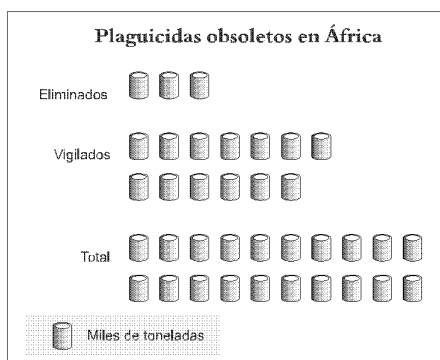 Plaguicidas obsoletos en África
Eliminados
Vigilados
Total
Miles de toneladas